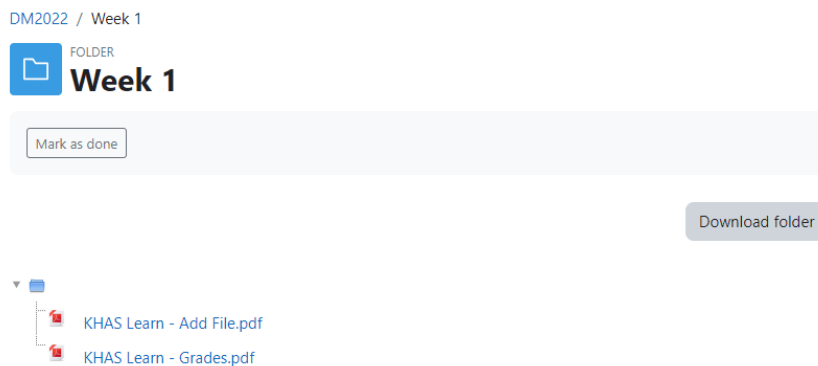 DM2022 / Week 1
FOLDER
Week 1
Mark as done
Download folder
KHAS Learn - Add File.pdf
KHAS Learn - Grades.pdf